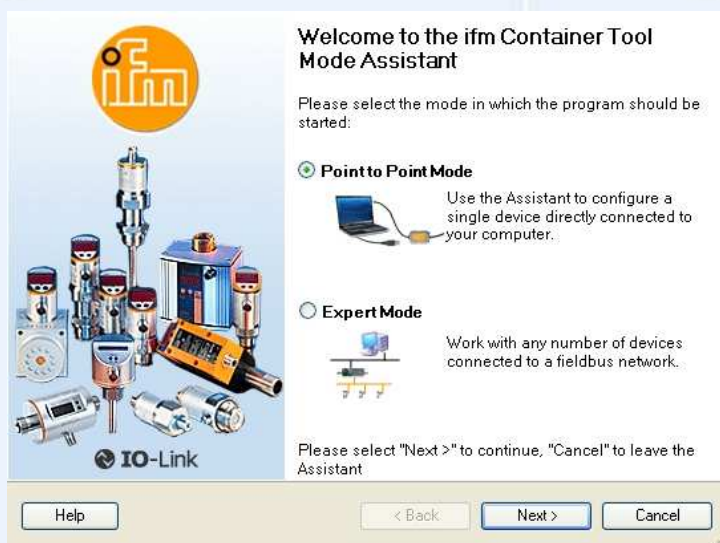 ifm
Welcome to the ifm Container Tool
Mode Assistant
Please select the mode in which the program should be
started:
Point to Point Mode
Use the Assistant to configure a
single device directly connected to
your computer.
Expert Mode
Work with any number of devices
connected to a fieldbus network.
IO-Link
Please select "Next >" to continue, "Cancel" to leave the
Assistant
Help
< Back
Next >
Cancel